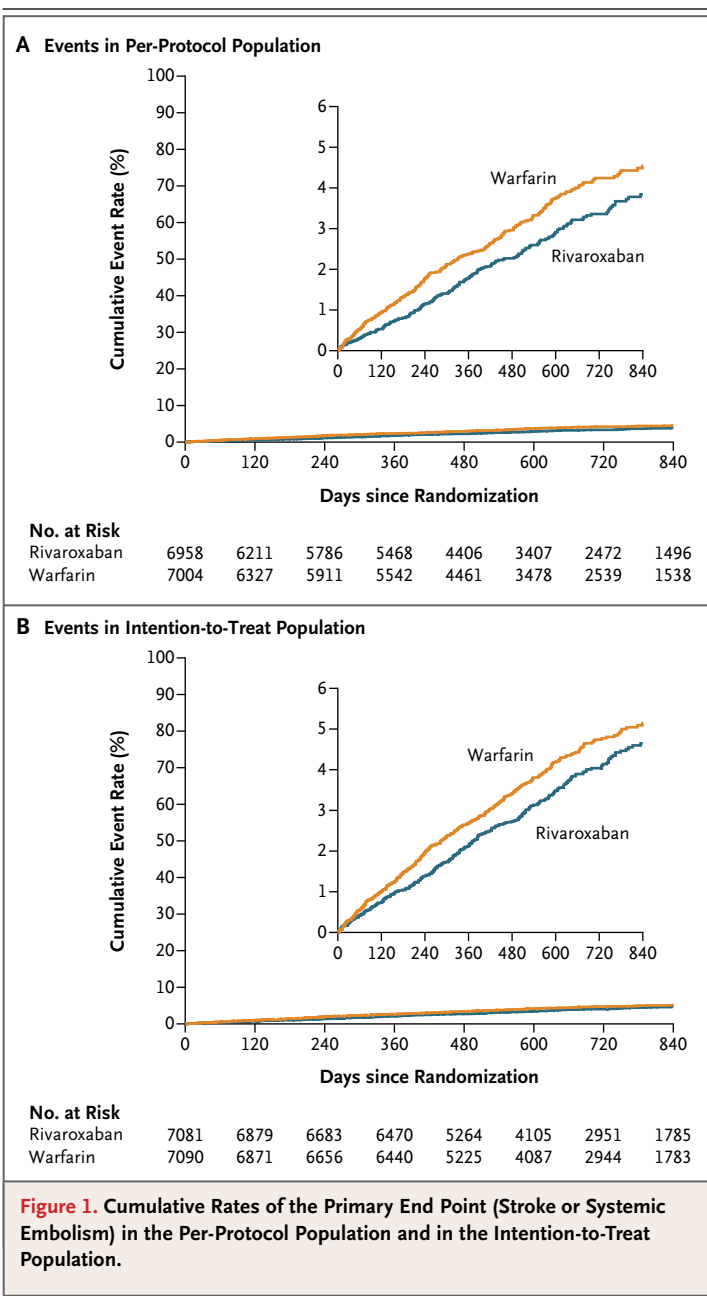 A Events in Per-Protocol Population
Cumulative Event Rate (%)
100
90
80
70
60
50
40
30
20
10
0
0 120 240 360 480 600 720 840
6
5
4
3
2
1
0
0 120 240 360 480 600 720 840
Warfarin
Rivaroxaban
Days since Randomization
No. at Risk
Rivaroxaban 6958 6211 5786 5468 4406 3407 2472 1496
Warfarin 7004 6327 5911 5542 4461 3478 2539 1538
B Events in Intention-to-Treat Population
Cumulative Event Rate (%)
100
90
80
70
60
50
40
30
20
10
0
0 120 240 360 480 600 720 840
6
5
4
3
2
1
0
0 120 240 360 480 600 720 840
Warfarin
Rivaroxaban
Days since Randomization
No. at Risk
Rivaroxaban 7081 6879 6683 6470 5264 4105 2951 1785
Warfarin 7090 6871 6656 6440 5225 4087 2944 1783
Figure 1. Cumulative Rates of the Primary End Point (Stroke or Systemic
Embolism) in the Per-Protocol Population and in the Intention-to-Treat
Population.